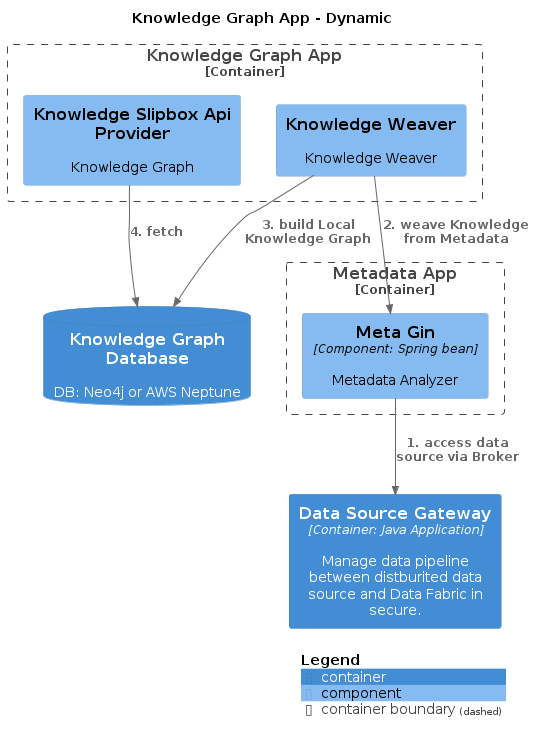 Knowledge Graph App - Dynamic
Knowledge Graph App
[Container]
Knowledge Slipbox Api
Provider
Knowledge Graph
Knowledge Weaver
Knowledge Weaver
4. fetch
3. build Local
Knowledge Graph
2. weave Knowledge
from Metadata
Metadata App
[Container]
Meta Gin
[Component: Spring bean]
Metadata Analyzer
Knowledge Graph
Database
DB: Neo4j or AWS Neptune
1. access data
source via Broker
Data Source Gateway
[Container: Java Application]
Manage data pipeline
between distburited data
source and Data Fabric in
secure.
Legend
container
component
container boundary (dashed)